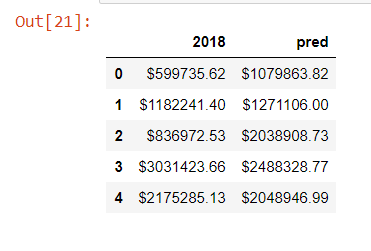 Out[21]:
2018 pred
0 $599735.62 $1079863.82
1 $1182241.40 $1271106.00
2 $836972.53 $2038908.73
3 $3031423.66 $2488328.77
4 $2175285.13 $2048946.99